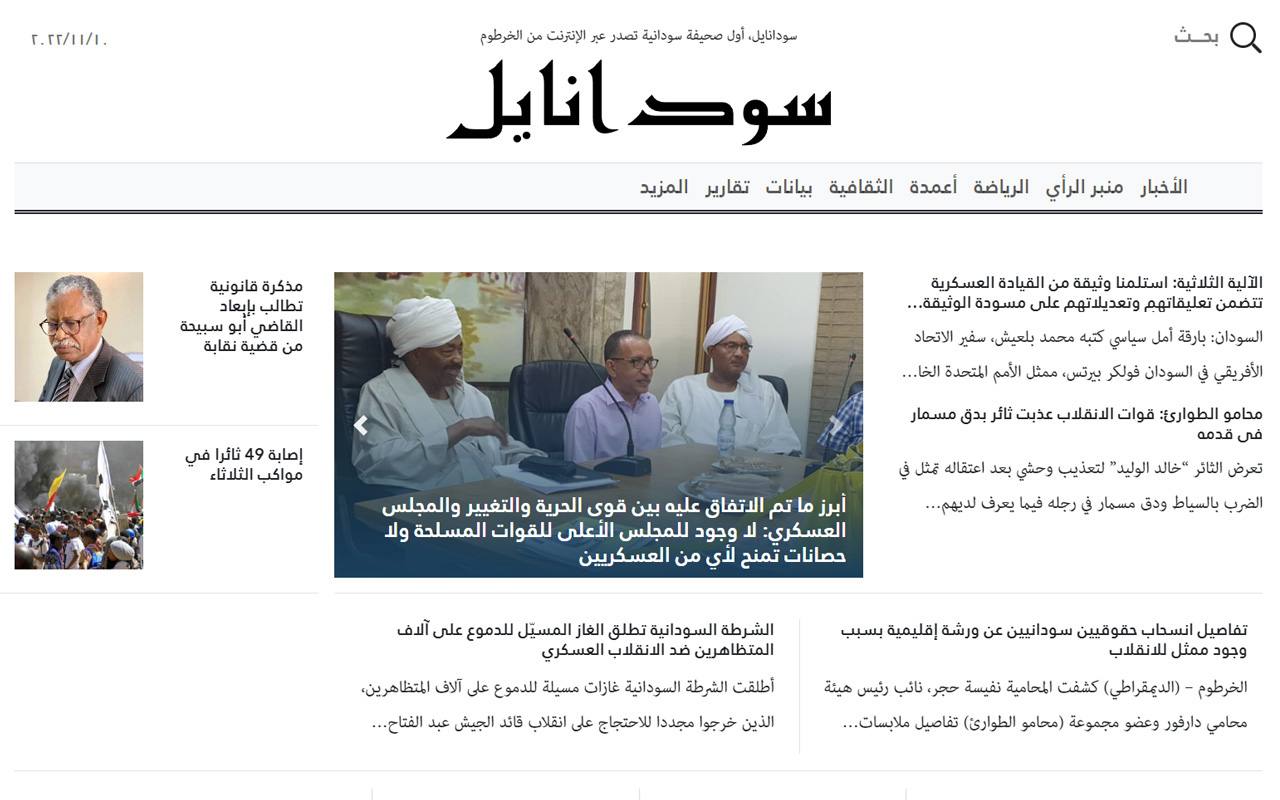 بحـــث
سودانايل، أول صحيفة سودانية تصدر عبر الإنترنت من الخرطوم
٢٠٢٢/١١/١٠
سودانايل
الأخبار منبر الرأي الرياضة أعمدة الثقافية بيانات تقارير المزيد
الآلية الثلاثية: استلمنا وثيقة من القيادة العسكرية
تتضمن تعليقاتهم وتعديلاتهم على مسودة الوثيقة...
السودان: بارقة أمل سياسي كتبه محمد بلعيش، سفير الاتحاد
الأفريقي في السودان فولكر بيرتس، ممثل الأمم المتحدة الخا...
محامو الطوارئ: قوات الانقلاب عذبت ثائر بدق مسمار
فى قدمه
تعرض الثائر “خالد الوليد” لتعذيب وحشي بعد اعتقاله تمثل في
الضرب بالسياط ودق مسمار في رجله فيما يعرف لديهم...
أبرز ما تم الاتفاق عليه بين قوى الحرية والتغيير والمجلس
العسكري: لا وجود للمجلس الأعلى للقوات المسلحة ولا
حصانات تمنح لأي من العسكريين
مذكرة قانونية
تطالب بإبعاد
القاضي أبو سبيحة
من قضية نقابة
إصابة 49 ثائرا في
مواكب الثلاثاء
تفاصيل انسحاب حقوقيين سودانيين عن ورشة إقليمية بسبب
وجود ممثل للانقلاب
الخرطوم – (الديمقراطي) كشفت المحامية نفيسة حجر، نائب رئيس هيئة
محامي دارفور وعضو مجموعة (محامو الطوارئ) تفاصيل ملابسات...
الشرطة السودانية تطلق الغاز المسيّل للدموع على آلاف
المتظاهرين ضد الانقلاب العسكري
أطلقت الشرطة السودانية غازات مسيلة للدموع على آلاف المتظاهرين،
الذين خرجوا مجددا للاحتجاج على انقلاب قائد الجيش عبد الفتاح...